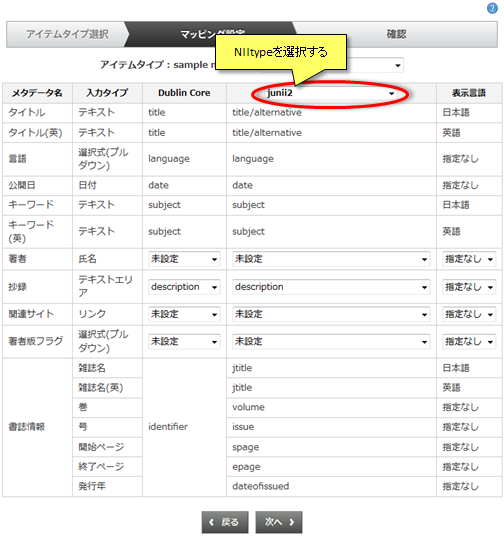 ?
アイテムタイプ選択 マッピング設定 確認
NIItypeを選択する
アイテムタイプ : sample
メタデータ名 入力タイプ Dublin Core junii2 表示言語
タイトル テキスト title title/alternative 日本語
タイトル(英) テキスト title title/alternative 英語
言語 選択式(プルダウン) language language 指定なし
公開日 日付 date date 指定なし
キーワード テキスト subject subject 日本語
キーワード(英) テキスト subject subject 英語
著者 氏名 未設定 未設定 指定なし
抄録 テキストエリア description description 指定なし
関連サイト リンク 未設定 未設定 指定なし
著者版フラグ 選択式(プルダウン) 未設定 未設定 指定なし
書誌情報 雑誌名 identifier jtitle 日本語
雑誌名(英) jtitle 英語
巻 volume 指定なし
号 issue 指定なし
開始ページ spage 指定なし
終了ページ epage 指定なし
発行年 dateofissued 指定なし
戻る 次へ